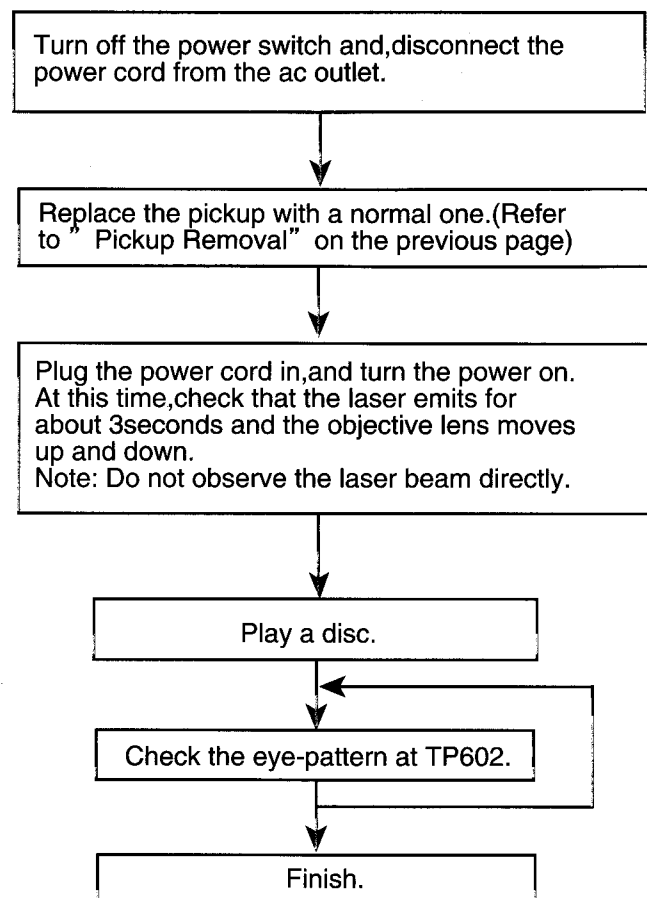 Turn off the power switch and,disconnect the
power cord from the ac outlet.
Replace the pickup with a normal one.(Refer
to " Pickup Removal" on the previous page)
Plug the power cord in,and turn the power on.
At this time,check that the laser emits for
about 3seconds and the objective lens moves
up and down.
Note: Do not observe the laser beam directly.
Play a disc.
Check the eye-pattern at TP602.
Finish.